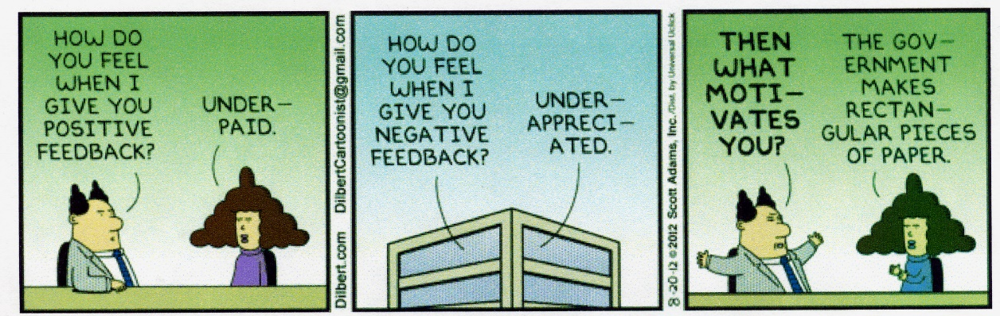 HOW DO
YOU FEEL
WHEN I
GIVE YOU
POSITIVE
FEEDBACK?
UNDER-
PAID.
Dilbert.com DilbertCartoonist@gmail.com
HOW DO
YOU FEEL
WHEN I
GIVE YOU
NEGATIVE
FEEDBACK?
UNDER-
APPRECI-
ATED.
8-20-12 ©2012 Scott Adams, Inc. /Dist. by Universal Uclick
THEN
WHAT
MOTI-
VATES
YOU?
THE GOV-
ERNMENT
MAKES
RECTAN-
GULAR PIECES
OF PAPER.